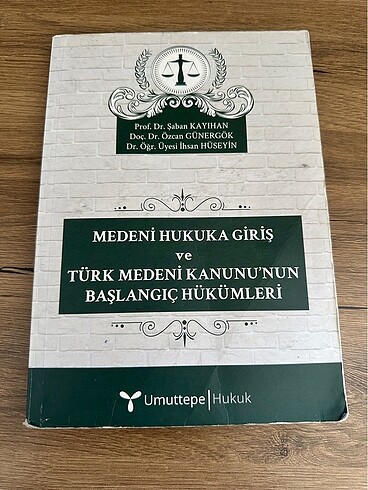 Prof. Dr. Şaban KAYIHAN
Doç. Dr. Özcan GÜNERGÖK
Dr. Öğr. Üyesi İhsan HÜSEYİN
MEDENİ HUKUKA GİRİŞ
ve
TÜRK MEDENİ KANUNU’NUN
BAŞLANGIÇ HÜKÜMLERİ
Umuttepe|Hukuk